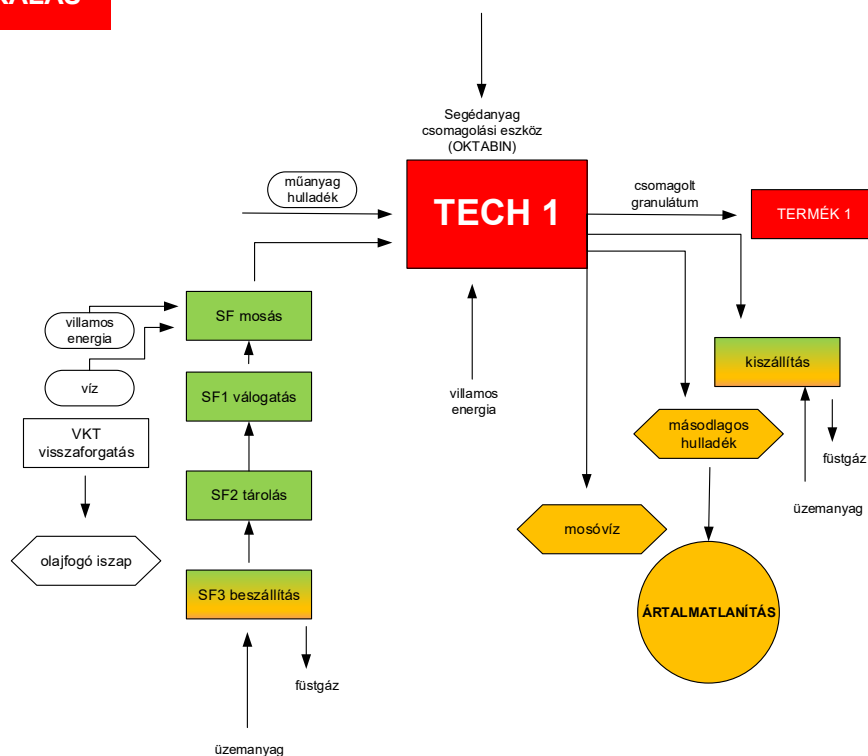 Segédanyag
csomagolási eszköz
(OKTABIN)
műanyag
hulladék
TECH 1
csomagolt
granulátum
TERMÉK 1
SF mosás
villamos
energia
víz
SF1 válogatás
VKT
visszaforgatás
SF2 tárolás
olajfogó iszap
SF3 beszállítás
füstgáz
üzemanyag
villamos
energia
kiszállítás
másodlagos
hulladék
füstgáz
üzemanyag
mosóvíz
ÁRTALMATLANÍTÁS